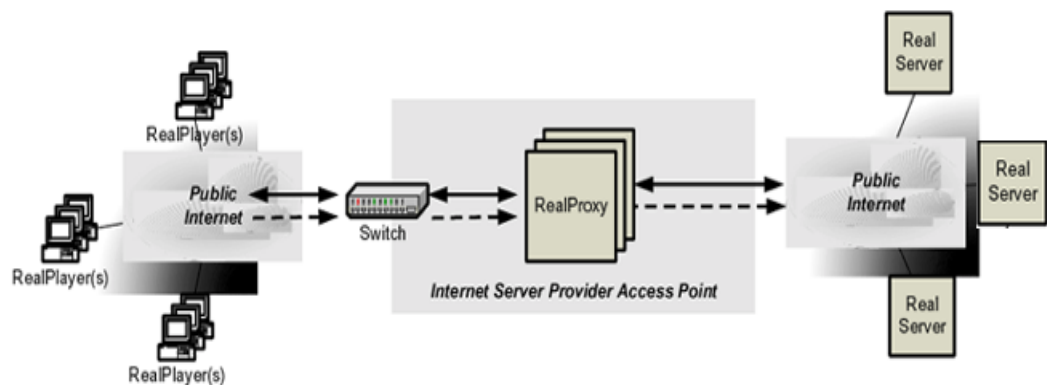 RealPlayer(s)
RealPlayer(s)
RealPlayer(s)
Public
Internet
Switch
RealProxy
Internet Server Provider Access Point
Public
Internet
Real
Server
Real
Server
Real
Server